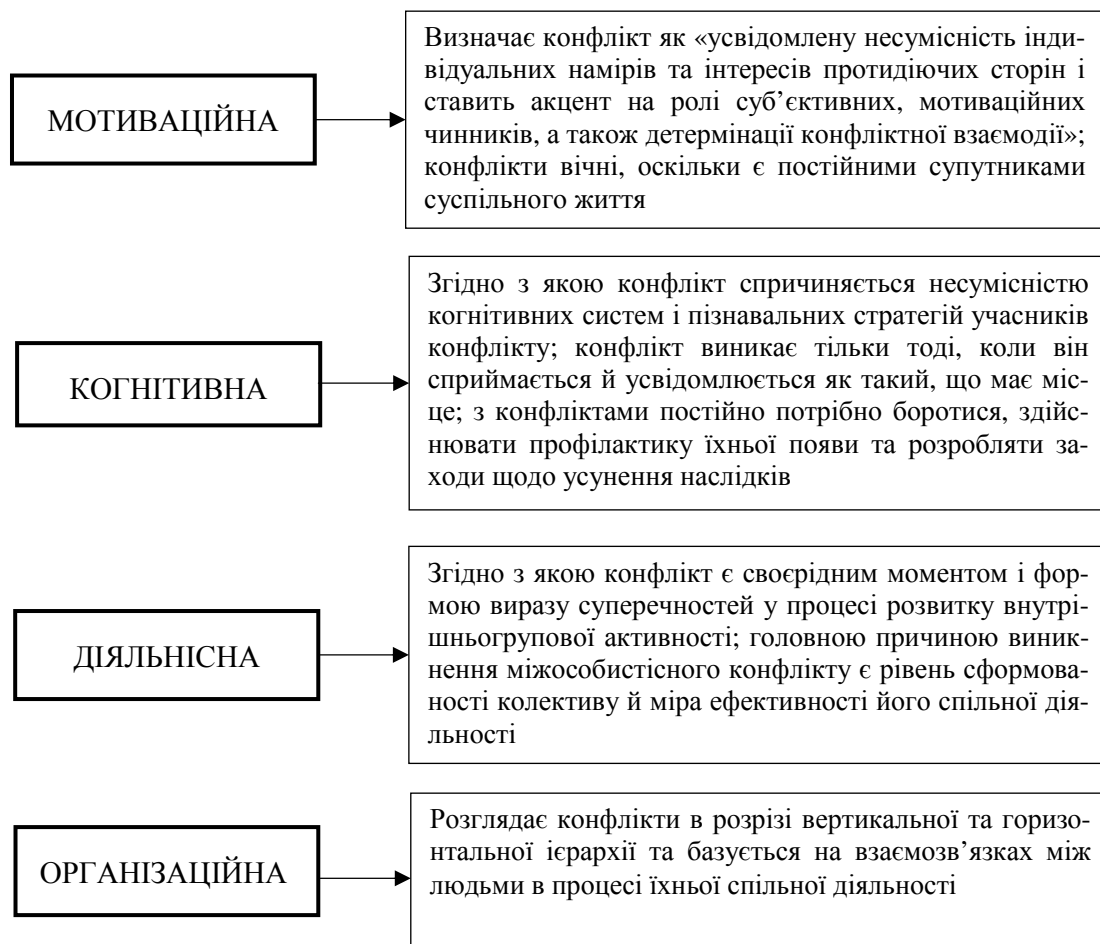 МОТИВАЦІЙНА
Визначає конфлікт як «усвідомлену несумісність інди-
відуальних намірів та інтересів протидіючих сторін і
ставить акцент на ролі суб’єктивних, мотиваційних
чинників, а також детермінації конфліктної взаємодії»;
конфлікти вічні, оскільки є постійними супутниками
суспільного життя
КОГНІТИВНА
Згідно з якою конфлікт спричиняється несумісністю
когнітивних систем і пізнавальних стратегій учасників
конфлікту; конфлікт виникає тільки тоді, коли він
сприймається й усвідомлюється як такий, що має міс-
це; з конфліктами постійно потрібно боротися, здійс-
нювати профілактику їхньої появи та розробляти за-
ходи щодо усунення наслідків
ДІЯЛЬНІСНА
Згідно з якою конфлікт є своєрідним моментом і фор-
мою виразу суперечностей у процесі розвитку внутрі-
шньогрупової активності; головною причиною виник-
нення міжособистісного конфлікту є рівень сформова-
ності колективу й міра ефективності його спільної дія-
льності
ОРГАНІЗАЦІЙНА
Розглядає конфлікти в розрізі вертикальної та горизо-
нтальної ієрархії та базується на взаємозв’язках між
людьми в процесі їхньої спільної діяльності